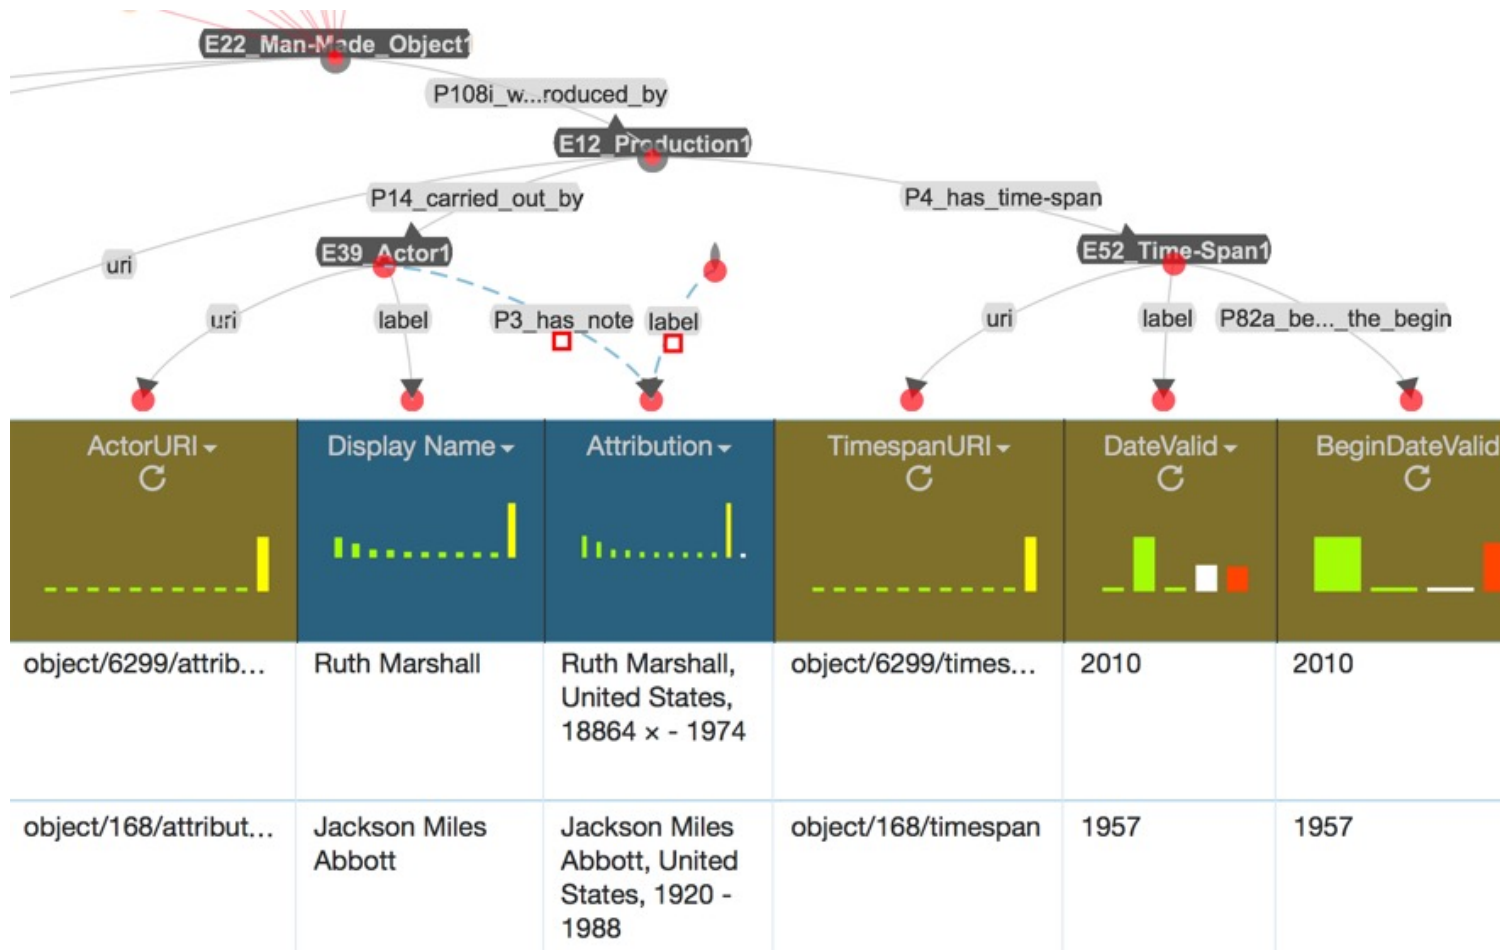 E22_Man-Made_Object1
P108i_w...roduced_by
E12_Production1
P14_carried_out_by
P4_has_time-span
E39_Actor1
E52_Time-Span1
uri
uri
label
P3_has_note
label
uri
label
P82a_be..._the_begin
ActorURI
Display Name
Attribution
TimespanURI
DateValid
BeginDateValid
object/6299/attrib...
Ruth Marshall
Ruth Marshall,
United States,
18864 × - 1974
object/6299/times...
2010
2010
object/168/attribut...
Jackson Miles
Abbott
Jackson Miles
Abbott, United
States, 1920 -
1988
object/168/timespan
1957
1957